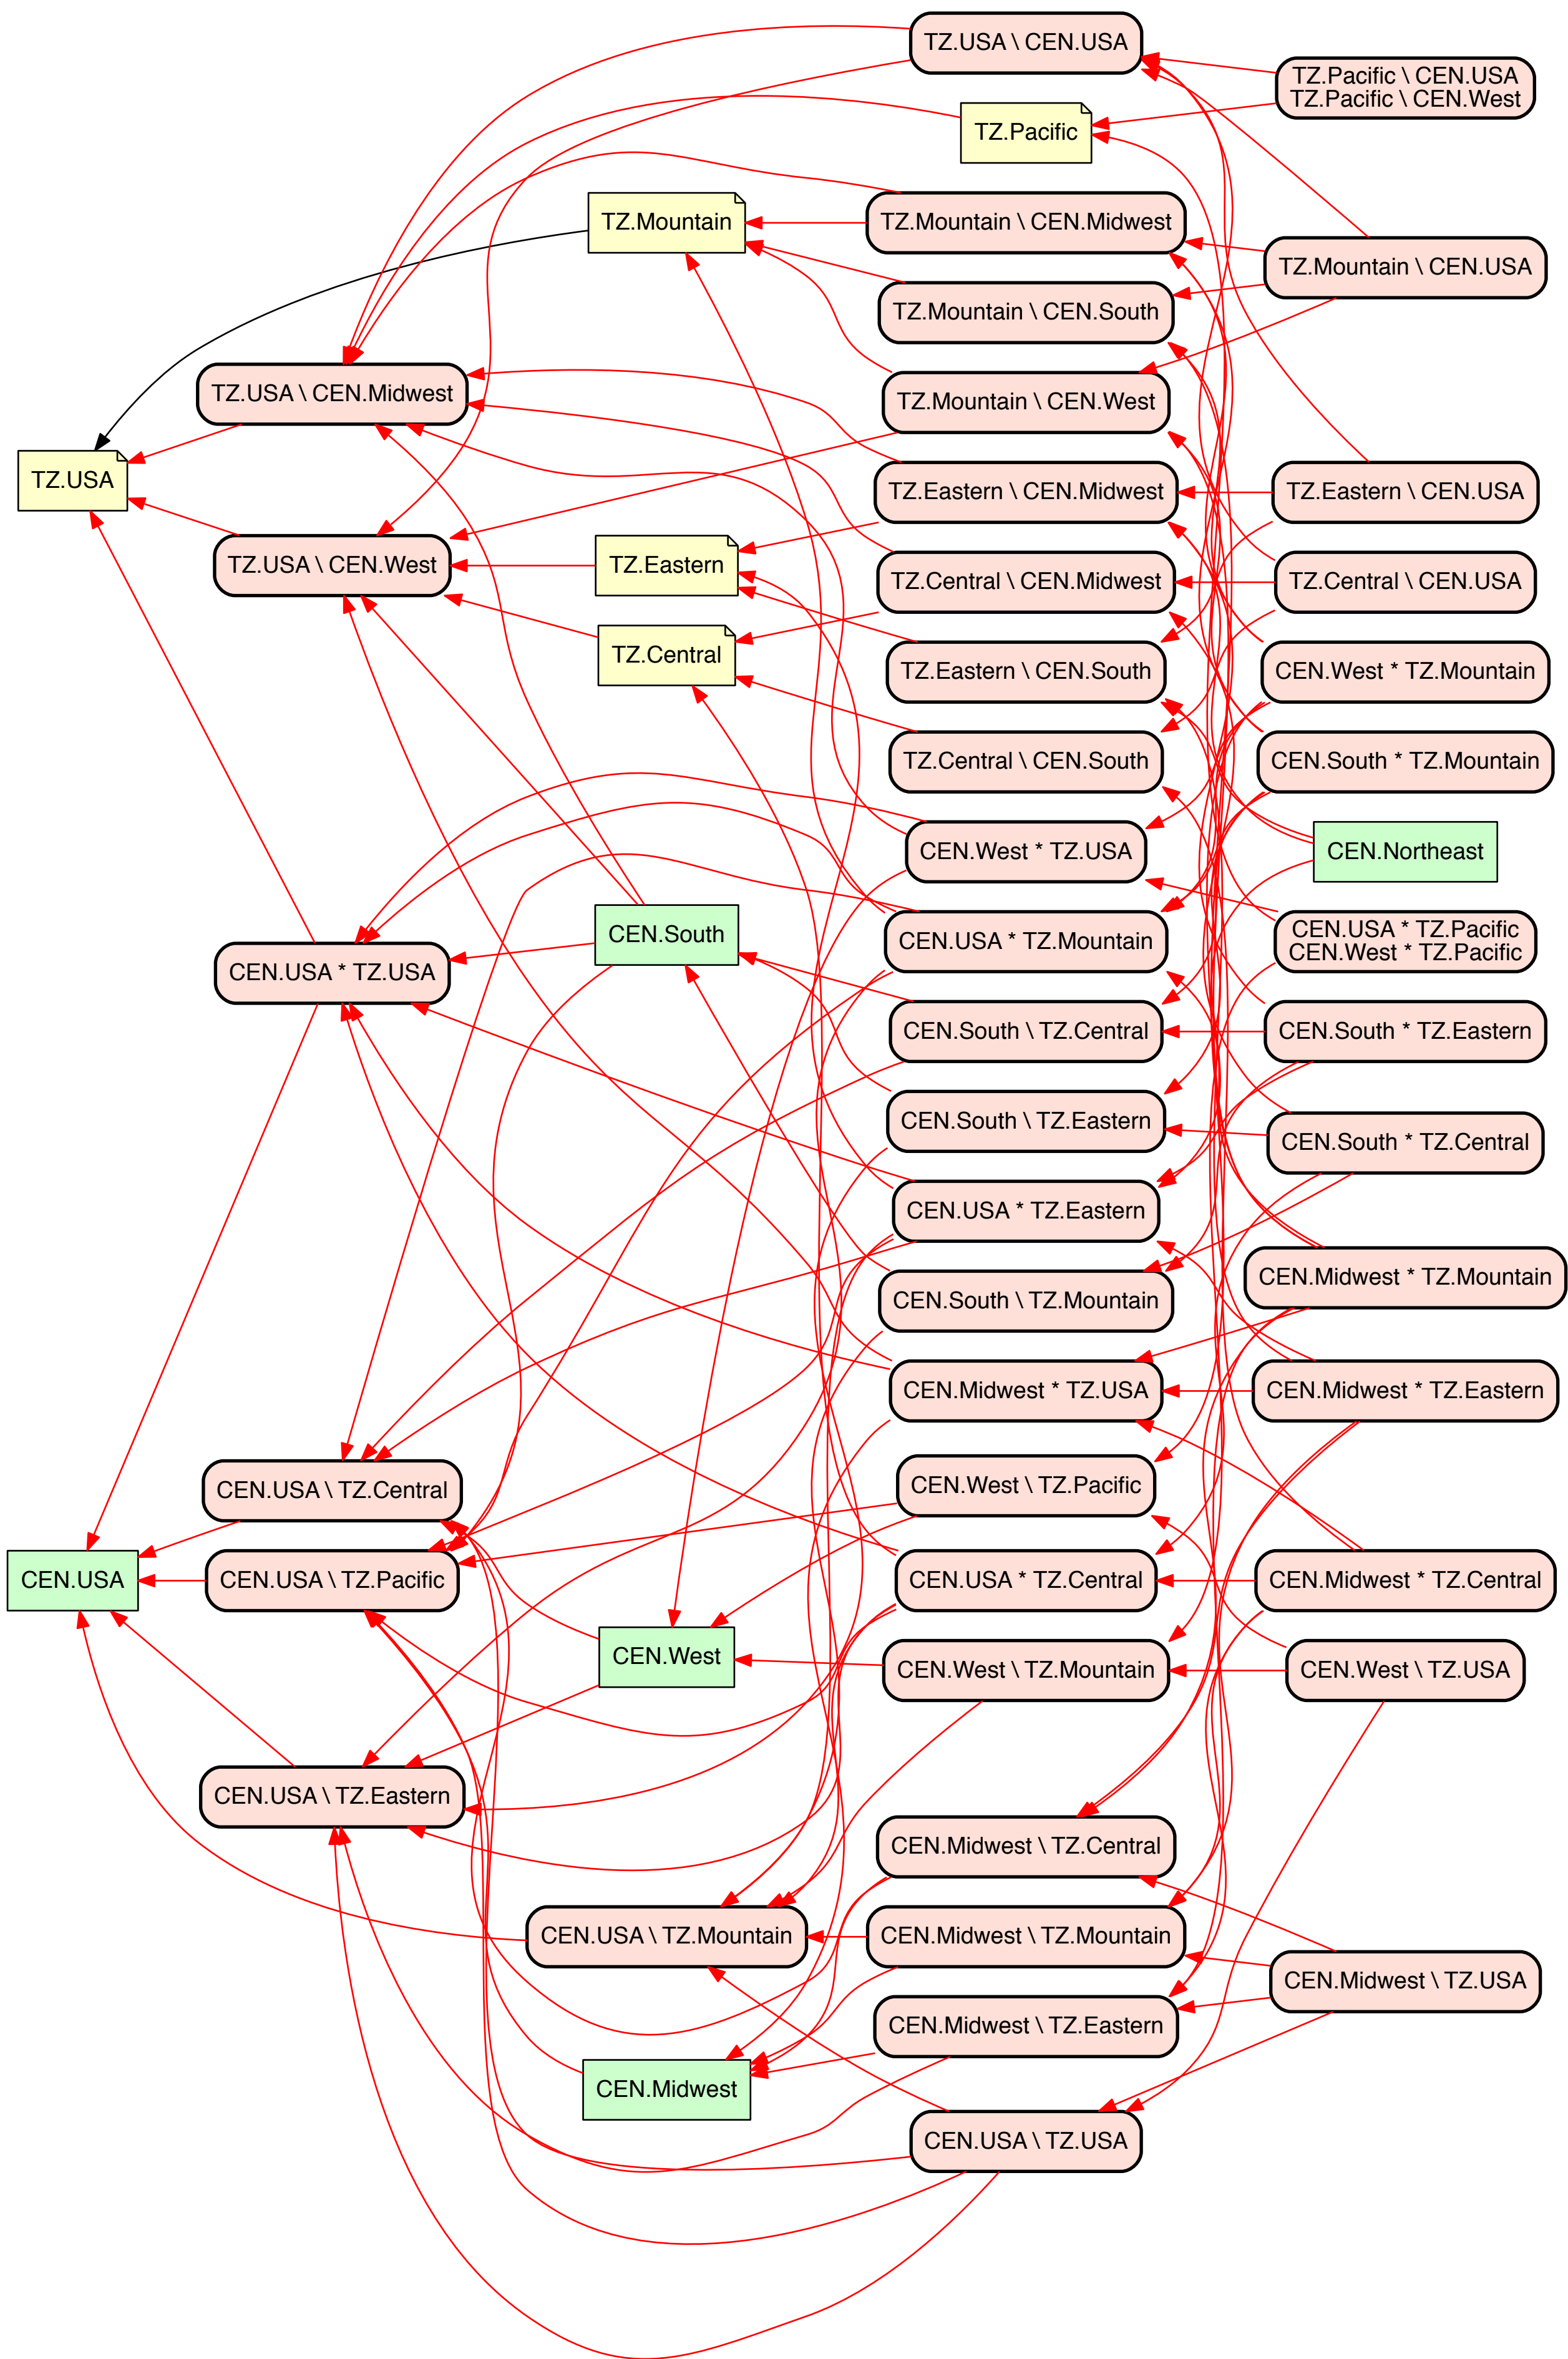 TZ.USA \ CEN.USA
TZ.Pacific \ CEN.USA
TZ.Pacific \ CEN.West
TZ.Pacific
TZ.Mountain
TZ.Mountain \ CEN.Midwest
TZ.Mountain \ CEN.USA
TZ.Mountain \ CEN.South
TZ.USA \ CEN.Midwest
TZ.Mountain \ CEN.West
TZ.USA
TZ.Eastern \ CEN.Midwest
TZ.Eastern \ CEN.USA
TZ.USA \ CEN.West
TZ.Eastern
TZ.Central \ CEN.Midwest
TZ.Central \ CEN.USA
TZ.Central
TZ.Eastern \ CEN.South
CEN.West * TZ.Mountain
TZ.Central \ CEN.South
CEN.South * TZ.Mountain
CEN.West * TZ.USA
CEN.Northeast
CEN.South
CEN.USA * TZ.Mountain
CEN.USA * TZ.Pacific
CEN.West * TZ.Pacific
CEN.USA * TZ.USA
CEN.South \ TZ.Central
CEN.South * TZ.Eastern
CEN.South \ TZ.Eastern
CEN.South * TZ.Central
CEN.USA * TZ.Eastern
CEN.South \ TZ.Mountain
CEN.Midwest * TZ.Mountain
CEN.Midwest * TZ.USA
CEN.Midwest * TZ.Eastern
CEN.USA \ TZ.Central
CEN.West \ TZ.Pacific
CEN.USA
CEN.USA \ TZ.Pacific
CEN.USA * TZ.Central
CEN.Midwest * TZ.Central
CEN.West
CEN.West \ TZ.Mountain
CEN.West \ TZ.USA
CEN.USA \ TZ.Eastern
CEN.Midwest \ TZ.Central
CEN.USA \ TZ.Mountain
CEN.Midwest \ TZ.Mountain
CEN.Midwest \ TZ.USA
CEN.Midwest \ TZ.Eastern
CEN.Midwest
CEN.USA \ TZ.USA